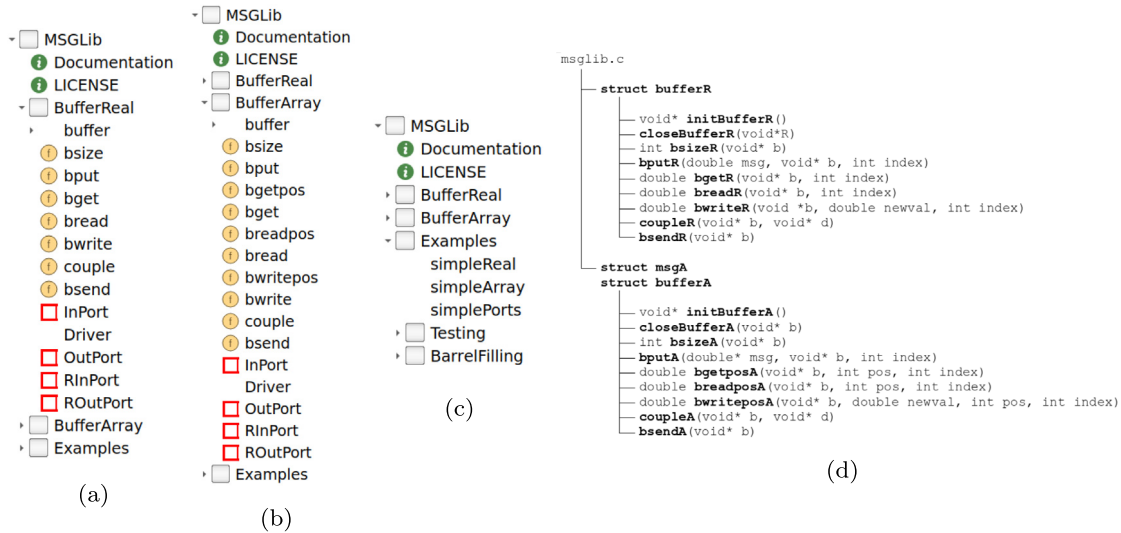 MSGLib
Documentation
LICENSE
BufferReal
buffer
f bsize
f bput
f bget
f bread
f bwrite
f couple
f bsend
InPort
Driver
OutPort
RInPort
ROutPort
BufferArray
Examples
(a)
MSGLib
Documentation
LICENSE
BufferReal
BufferArray
buffer
f bsize
f bput
f bgetpos
f bget
f breadpos
f bread
f bwritepos
f bwrite
f couple
f bsend
InPort
Driver
OutPort
RInPort
ROutPort
Examples
(b)
MSGLib
Documentation
LICENSE
BufferReal
BufferArray
Examples
simpleReal
simpleArray
simplePorts
Testing
BarrelFilling
(c)
msglib.c
struct bufferR
void* initBufferR()
closeBufferR(void*R)
int bsizeR(void* b)
bputR(double msg, void* b, int index)
double bgetR(void* b, int index)
double breadR(void* b, int index)
double bwriteR(void *b, double newval, int index)
coupleR(void* b, void* d)
bsendR(void* b)
struct msgA
struct bufferA
void* initBufferA()
closeBufferA(void* b)
int bsizeA(void* b)
bputA(double* msg, void* b, int index)
double bgetposA(void* b, int pos, int index)
double breadposA(void* b, int pos, int index)
double bwriteposA(void* b, double newval, int pos, int index)
coupleA(void* b, void* d)
bsendA(void* b)
(d)